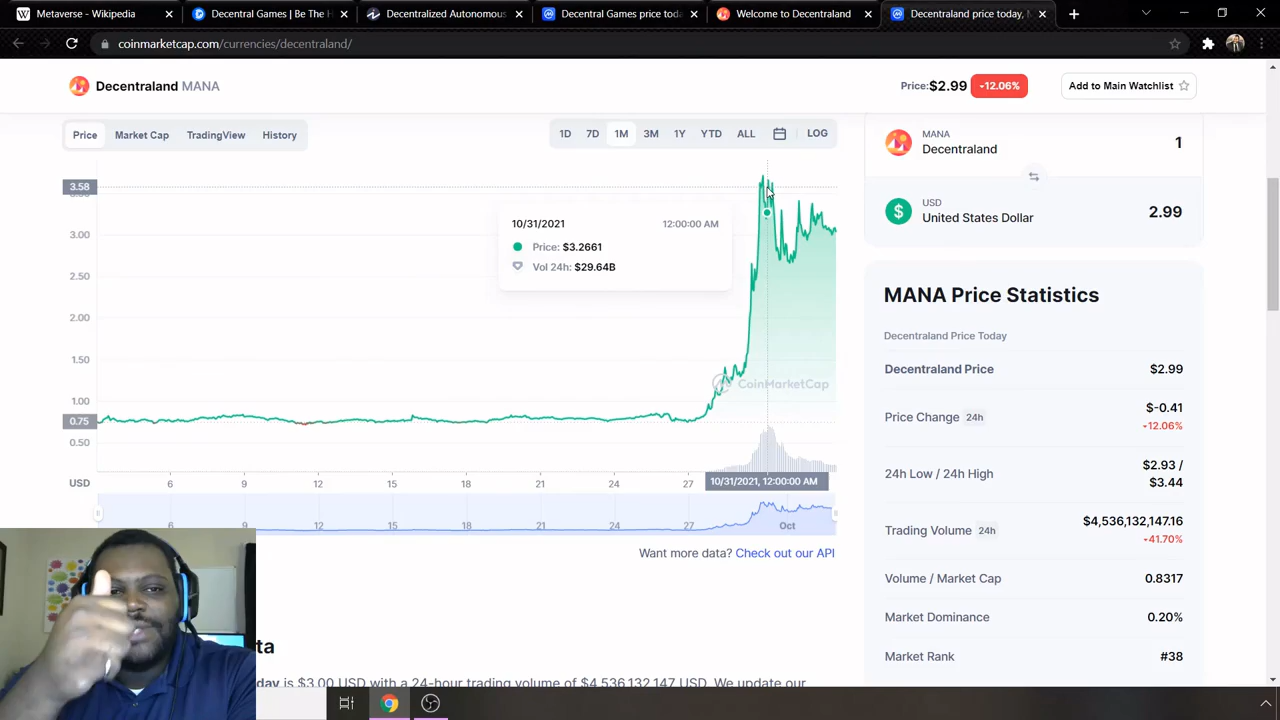 Metaverse - Wikipedia
Decentral Games | Be The H
Decentralized Autonomous
Decentral Games price today
Welcome to Decentraland
Decentraland price today, M
coinmarketcap.com/currencies/decentraland/
Decentraland MANA
Price:$2.99
-12.06%
Add to Main Watchlist
Price
Market Cap
TradingView
History
1D
7D
1M
3M
1Y
YTD
ALL
LOG
3.58
3.00
2.50
2.00
1.50
1.00
0.75
0.50
USD
10/31/2021
12:00:00 AM
Price: $3.2661
Vol 24h: $29.64B
CoinMarketCap
6
9
12
15
18
21
24
27
10/31/2021, 12:00:00 AM
6
9
12
15
18
21
24
27
Oct
Want more data? Check out our API
MANA
Decentraland
1
USD
United States Dollar
2.99
MANA Price Statistics
Decentraland Price Today
Decentraland Price
$2.99
Price Change 24h
$-0.41
12.06%
24h Low / 24h High
$2.93 /
$3.44
Trading Volume 24h
$4,536,132,147.16
41.70%
Volume / Market Cap
0.8317
Market Dominance
0.20%
Market Rank
#38
ta
day is $3.00 USD with a 24-hour trading volume of $4,536,132,147 USD. We update our